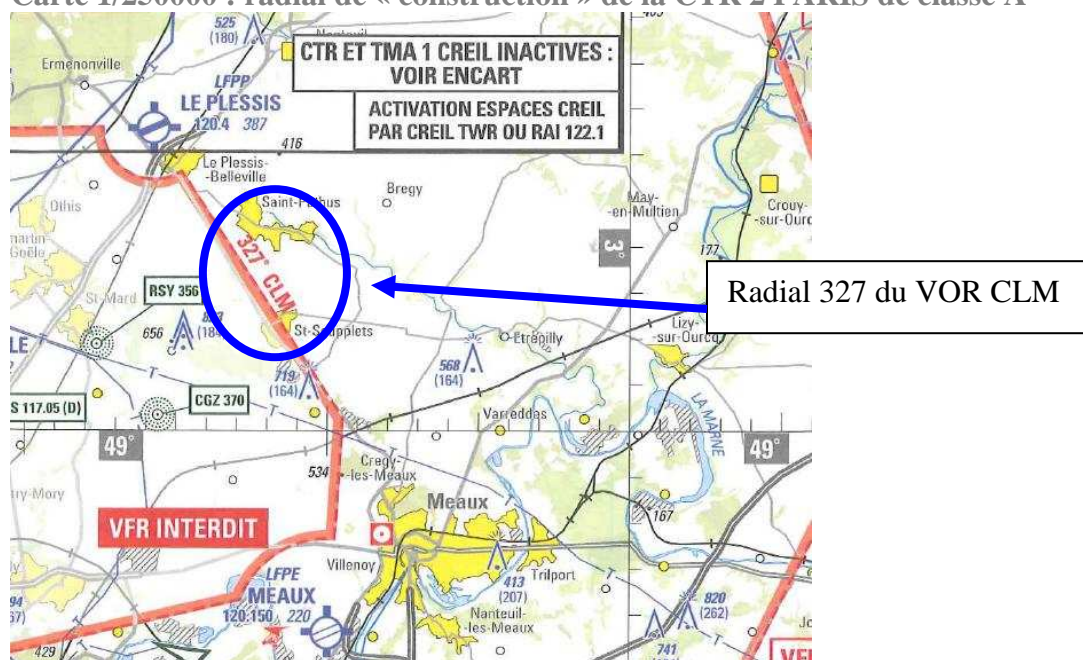 Carte 1/250000 : radial de « construction » de la CTR 2 PARIS de classe A
525
(180)
Ermenonville
CTR ET TMA 1 CREIL INACTIVES :
VOIR ENCART
ACTIVATION ESPACES CREIL
PAR CREIL TWR OU RAI 122.1
LFPP
LE PLESSIS
120.4 387
416
Le Plessis-
-Belleville
Othis
Bregy
May-
-en-Multien
Crouy-
-sur-Ourc
3°
177
327° CLM
Radial 327 du VOR CLM
RSY 356
St-Mard
656
St-Soupplets
Etrépilly
Lizy-
-sur-Ourcq
719
(164)
568
(164)
S 117.05 (D)
CGZ 370
Varreddes
LA MARNE
49°
49°
534
Cregy-
-les-Meaux
ry-Mory
Meaux
167
VFR INTERDIT
Villenoy
LFPE
MEAUX
120.150 220
413
(207)
Trilport
Nanteuil-
-les-Meaux
820
(262)
741
429